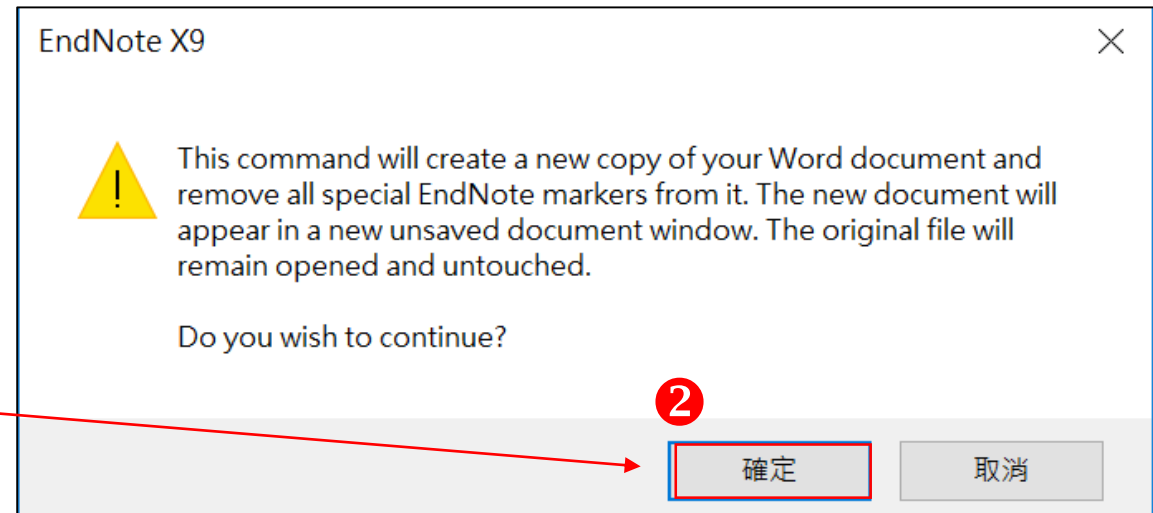 EndNote X9
This command will create a new copy of your Word document and
remove all special EndNote markers from it. The new document will
appear in a new unsaved document window. The original file will
remain opened and untouched.
Do you wish to continue?
❷
確定 取消